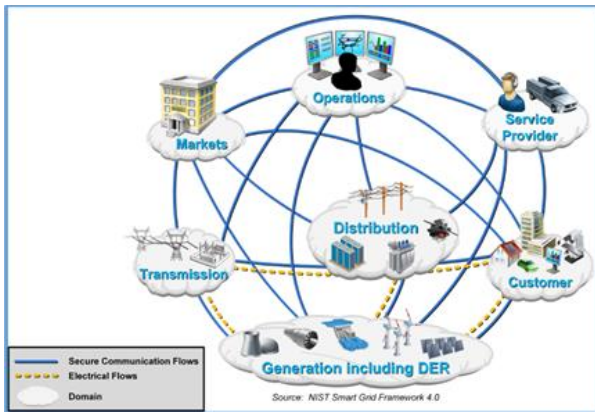 Operations
Service
Provider
Markets
Distribution
Transmission
Customer
Generation including DER
Secure Communication Flows
Electrical Flows
Domain
Source: NIST Smart Grid Framework 4.0